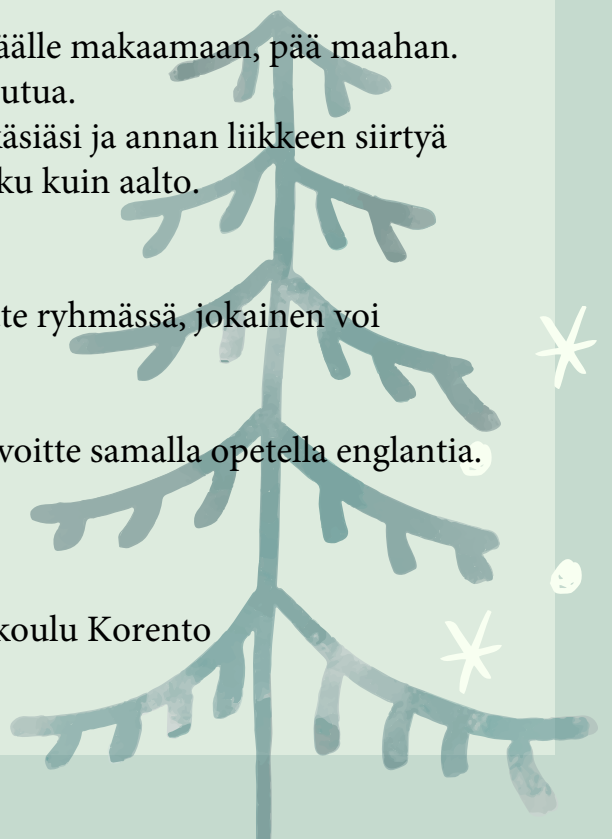 äälle makaamaan, pää maahan.
utua.
käsiäsi ja annan liikkeen siirtyä
ku kuin aalto.
te ryhmässä, jokainen voi
voitte samalla opetella englantia.
koulu Korento